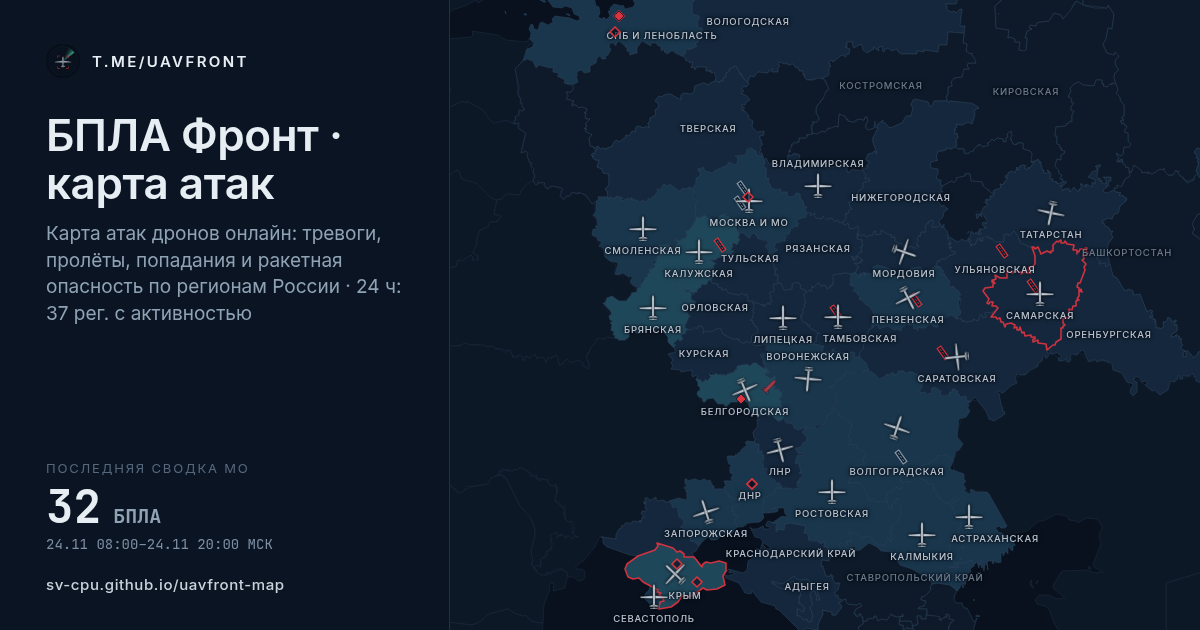 T.ME/UAVFRONT
БПЛА Фронт ·
карта атак
Карта атак дронов онлайн: тревоги,
пролёты, попадания и ракетная
опасность по регионам России · 24 ч:
37 рег. с активностью
ПОСЛЕДНЯЯ СВОДКА МО
32 БПЛА
24.11 08:00–24.11 20:00 МСК
sv-cpu.github.io/uavfront-map
ВОЛОГОДСКАЯ
СПБ И ЛЕНОБЛАСТЬ
КОСТРОМСКАЯ
КИРОВСКАЯ
ТВЕРСКАЯ
ВЛАДИМИРСКАЯ
НИЖЕГОРОДСКАЯ
МОСКВА И МО
ТАТАРСТАН
СМОЛЕНСКАЯ
РЯЗАНСКАЯ
БАШКОРТОСТАН
ТУЛЬСКАЯ
КАЛУЖСКАЯ
МОРДОВИЯ
УЛЬЯНОВСКАЯ
ОРЛОВСКАЯ
САМАРСКАЯ
ПЕНЗЕНСКАЯ
БРЯНСКАЯ
ОРЕНБУРГСКАЯ
ЛИПЕЦКАЯ
ТАМБОВСКАЯ
КУРСКАЯ
ВОРОНЕЖСКАЯ
САРАТОВСКАЯ
БЕЛГОРОДСКАЯ
ЛНР
ВОЛГОГРАДСКАЯ
ДНР
РОСТОВСКАЯ
ЗАПОРОЖСКАЯ
АСТРАХАНСКАЯ
КРАСНОДАРСКИЙ КРАЙ
КАЛМЫКИЯ
СТАВРОПОЛЬСКИЙ КРАЙ
АДЫГЕЯ
КРЫМ
СЕВАСТОПОЛЬ